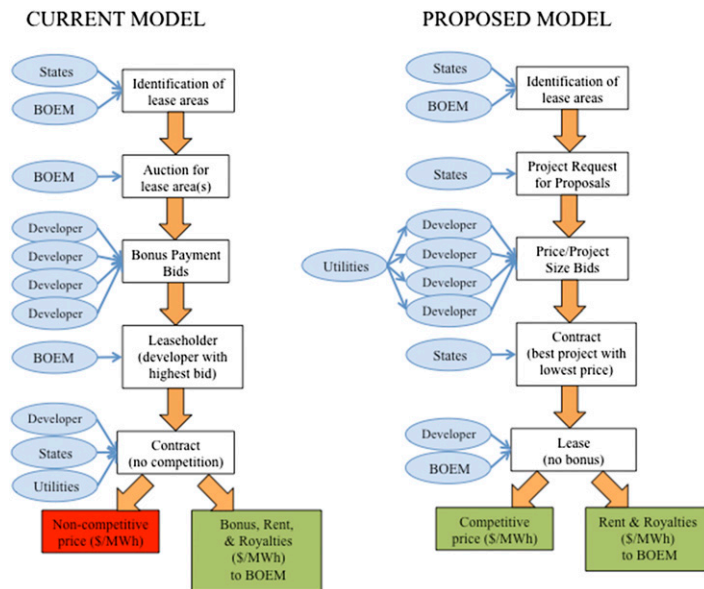 CURRENT MODEL
States
BOEM
Identification of
lease areas
BOEM
Auction for
lease area(s)
Developer
Developer
Developer
Developer
Bonus Payment
Bids
BOEM
Leaseholder
(developer with
highest bid)
Developer
States
Utilities
Contract
(no competition)
Non-competitive
price ($/MWh)
Bonus, Rent,
& Royalties
($/MWh)
to BOEM
PROPOSED MODEL
States
BOEM
Identification of
lease areas
States
Project Request
for Proposals
Utilities
Developer
Developer
Developer
Developer
Price/Project
Size Bids
States
Contract
(best project with
lowest price)
Developer
BOEM
Lease
(no bonus)
Competitive
price ($/MWh)
Rent & Royalties
($/MWh)
to BOEM